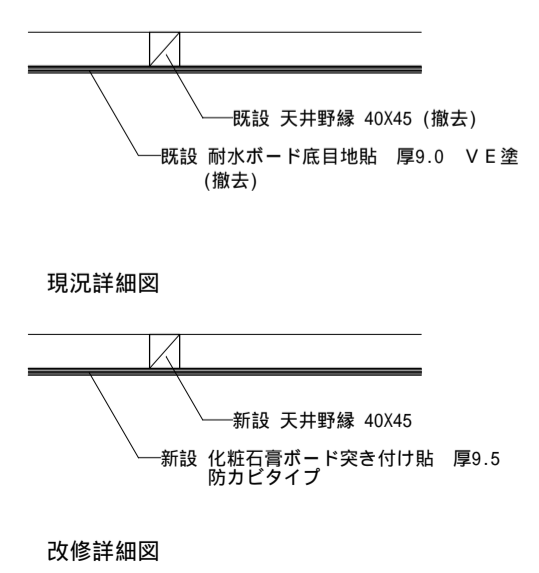 既設 天井野縁 40X45 (撤去)
既設 耐水ボード底目地貼　厚9.0　ＶＥ塗
(撤去)
現況詳細図
新設 天井野縁 40X45
新設 化粧石膏ボード突き付け貼　厚9.5
防カビタイプ
改修詳細図